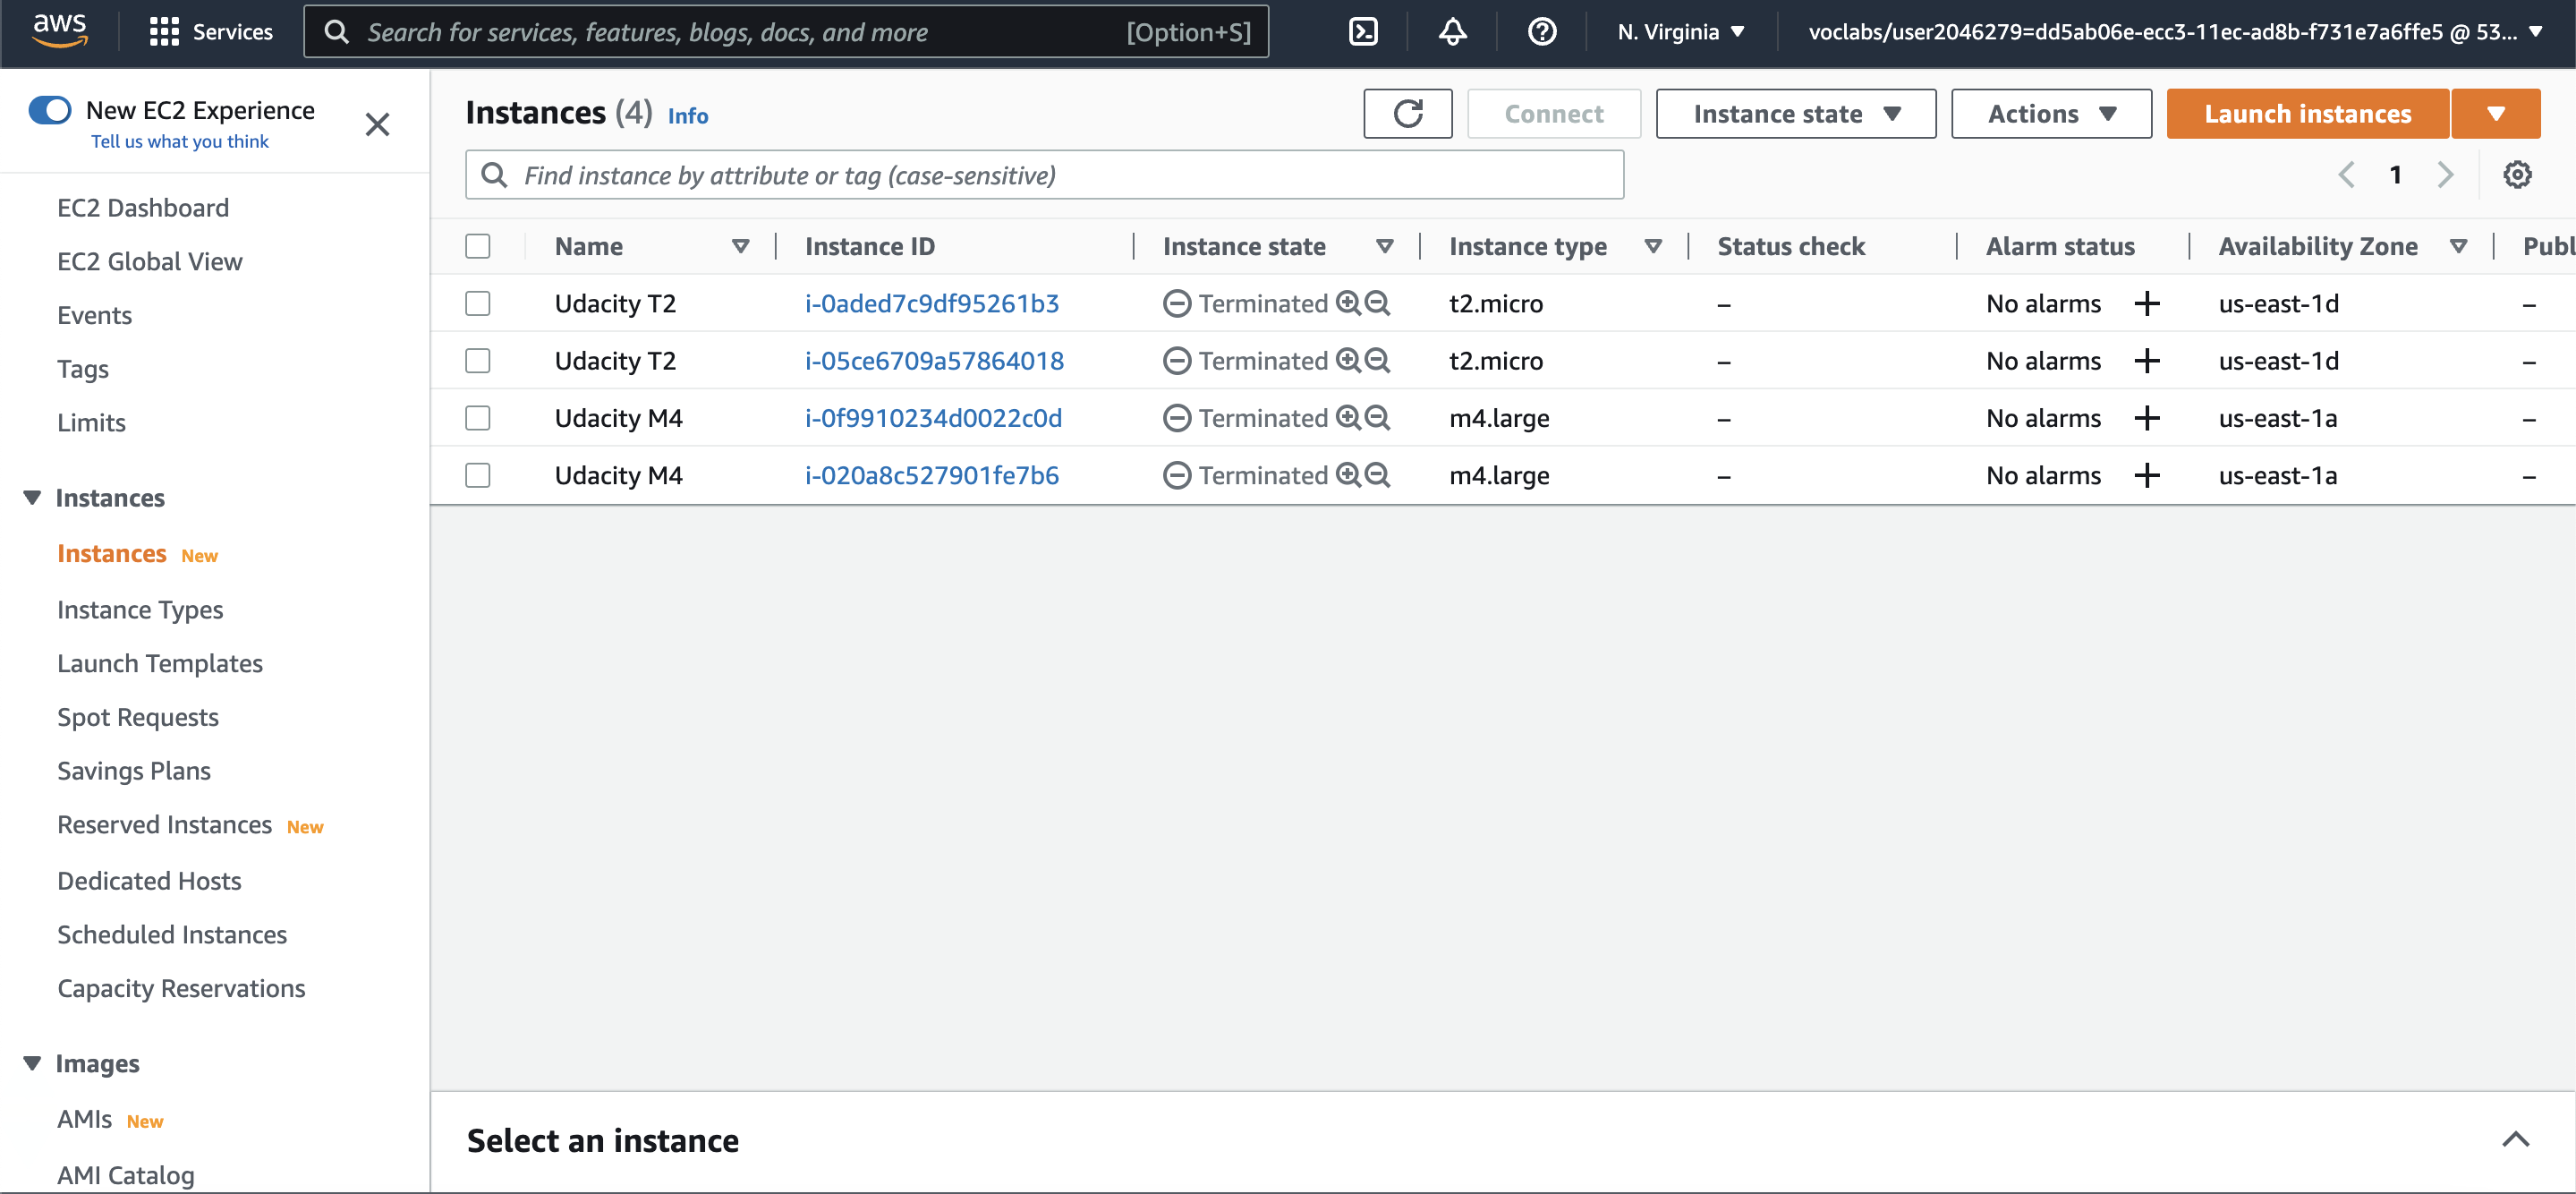 aws
Services
Search for services, features, blogs, docs, and more [Option+S]
N. Virginia
voclabs/user2046279=dd5ab06e-ecc3-11ec-ad8b-f731e7a6ffe5 @ 53...
New EC2 Experience
Tell us what you think
EC2 Dashboard
EC2 Global View
Events
Tags
Limits
Instances
Instances New
Instance Types
Launch Templates
Spot Requests
Savings Plans
Reserved Instances New
Dedicated Hosts
Scheduled Instances
Capacity Reservations
Images
AMIs New
AMI Catalog
Instances (4) Info
Connect
Instance state
Actions
Launch instances
Find instance by attribute or tag (case-sensitive)
1
Name Instance ID Instance state Instance type Status check Alarm status Availability Zone Publ
Udacity T2 i-0aded7c9df95261b3 Terminated t2.micro – No alarms + us-east-1d –
Udacity T2 i-05ce6709a57864018 Terminated t2.micro – No alarms + us-east-1d –
Udacity M4 i-0f9910234d0022c0d Terminated m4.large – No alarms + us-east-1a –
Udacity M4 i-020a8c527901fe7b6 Terminated m4.large – No alarms + us-east-1a –
Select an instance